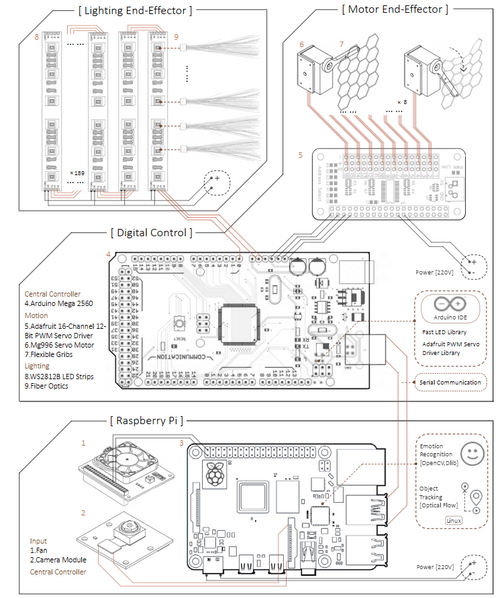 [ Lighting End-Effector ]
[ Motor End-Effector ]
8
9
6
7
× 189
× 8
5
[ Digital Control ]
4
Power [220V]
Central Controller
4.Arduino Mega 2560
Motion
5.Adafruit 16-Channel 12-
Bit PWM Servo Driver
6.Mg996 Servo Motor
7.Flexible Gribs
Lighting
8.WS2812B LED Strips
9.Fiber Optics
COMMUNICATION
Arduino IDE
Fast LED Library
Adafruit PWM Servo
Driver Library
Serial Communication
[ Raspberry Pi ]
1
3
2
Emotion
Recognition
[OpenCV,Dlib]
Object
Tracking
[Optical Flow]
Linux
Input
1.Fan
2.Camera Module
Central Controller
Power [220V]